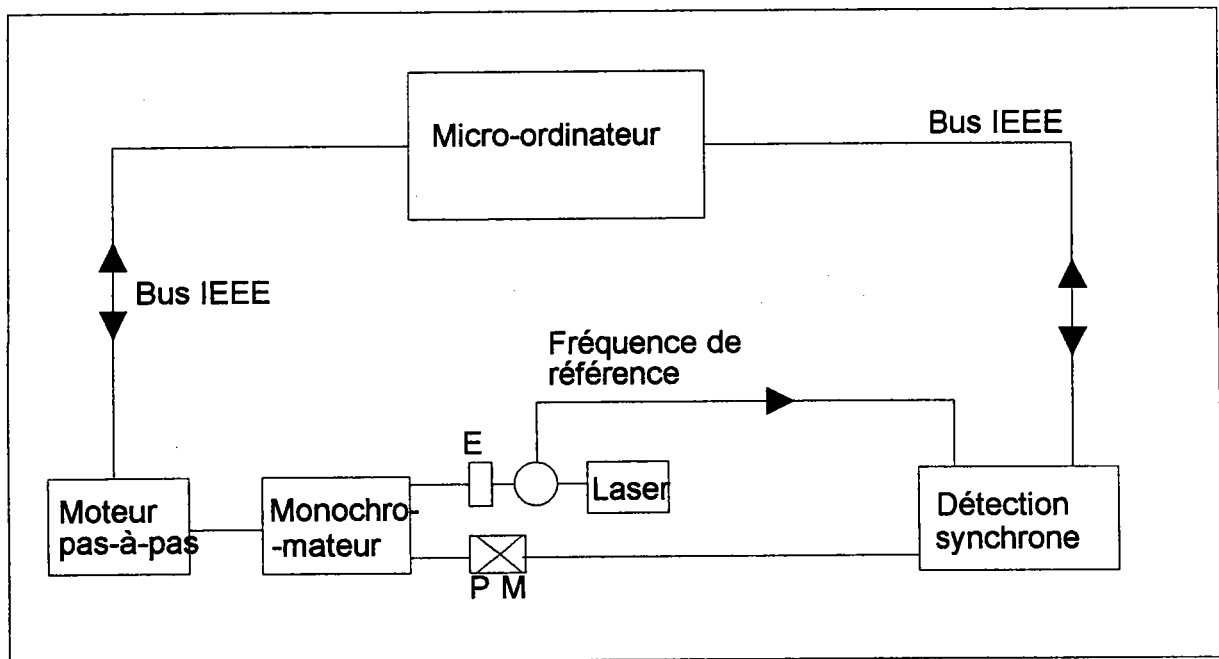 Micro-ordinateur
Bus IEEE
Bus IEEE
Fréquence de
référence
E
Laser
Moteur
pas-à-pas
Monochro-
-mateur
P M
Détection
synchrone